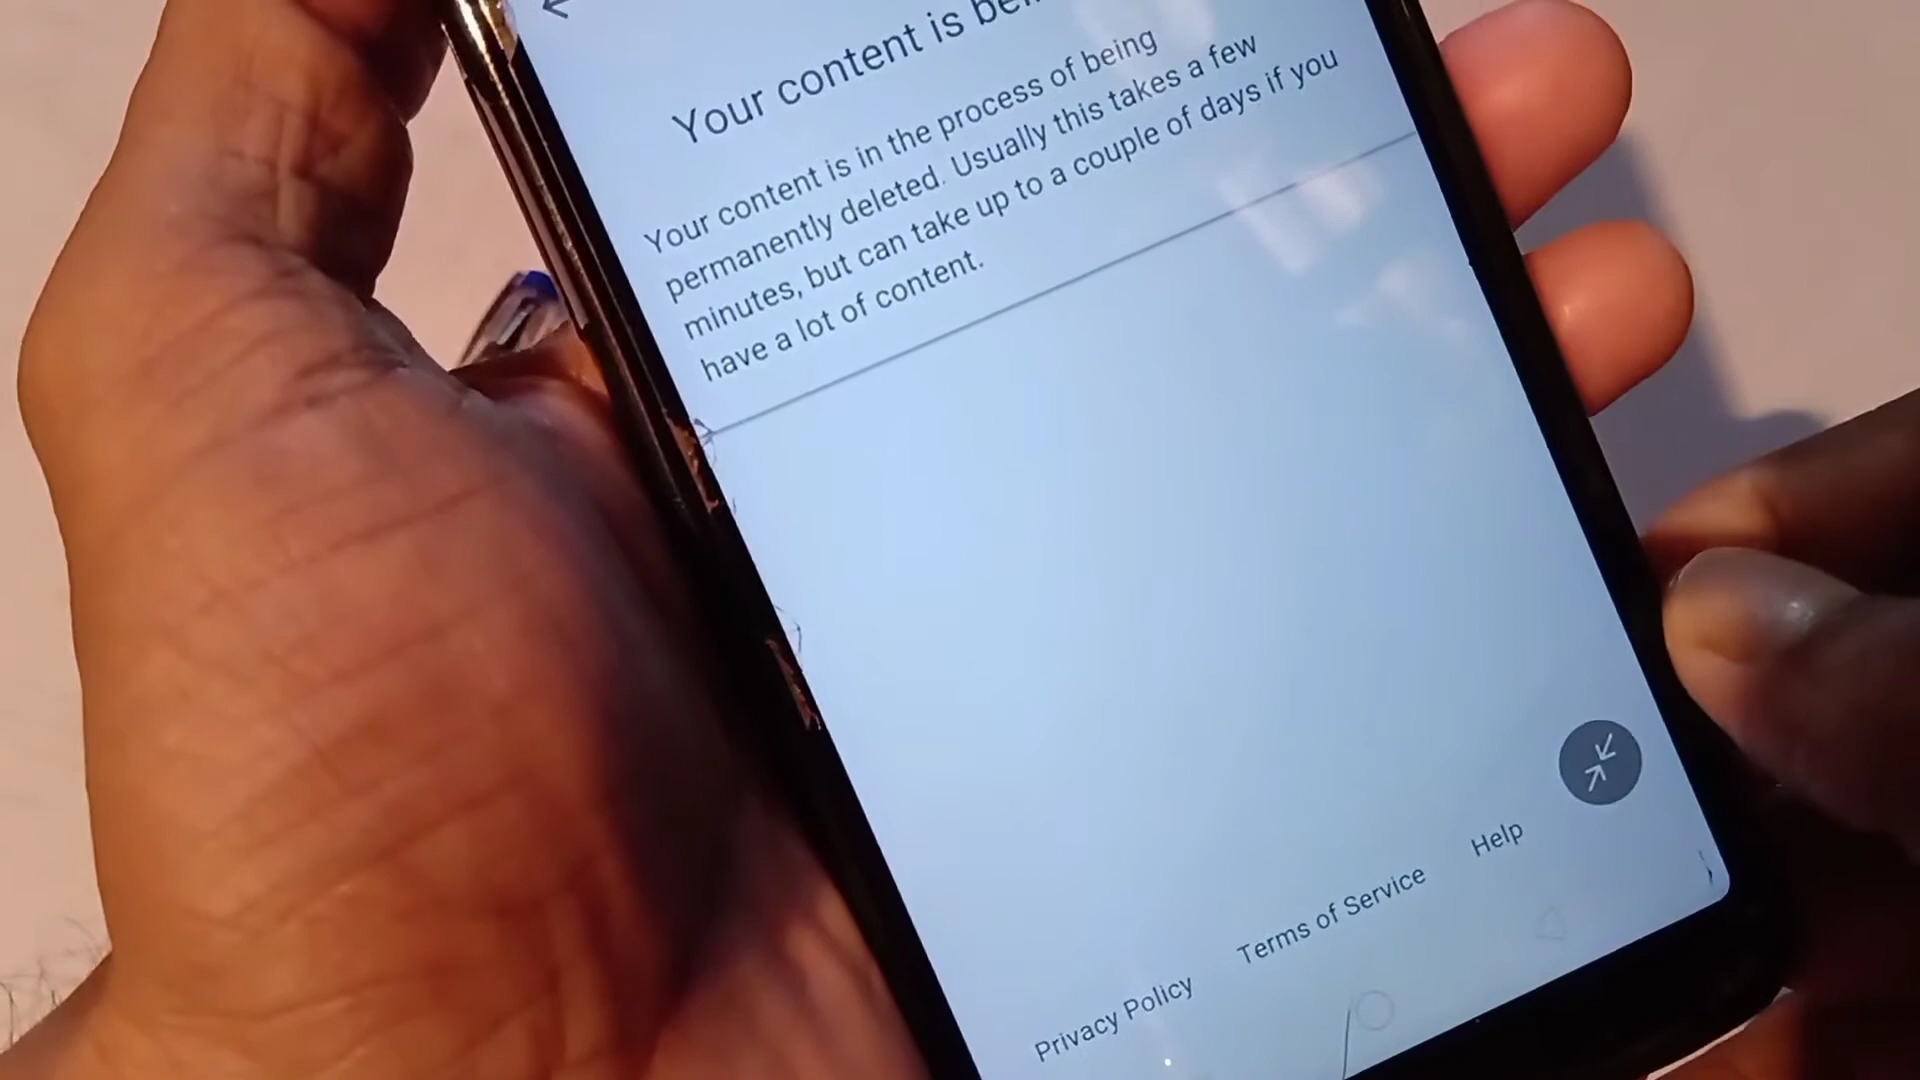 Your content is
Your content is in the process of being
permanently deleted. Usually this takes a few
minutes, but can take up to a couple of days if you
have a lot of content.
Help
Terms of Service
Privacy Policy